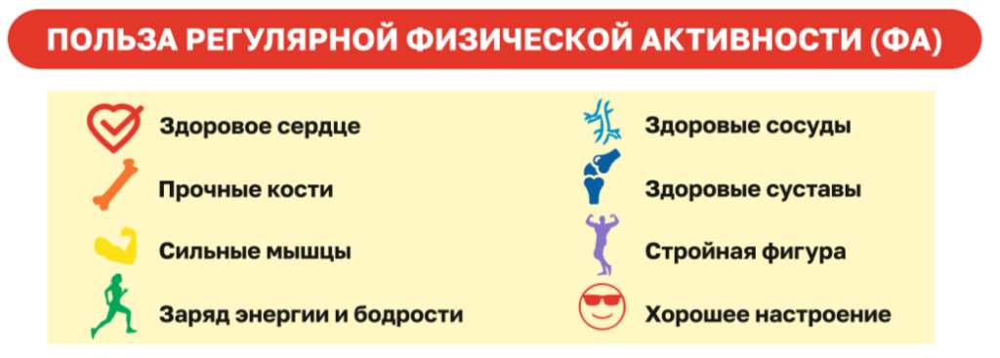 ПОЛЬЗА РЕГУЛЯРНОЙ ФИЗИЧЕСКОЙ АКТИВНОСТИ (ФА)
Здоровое сердце
Прочные кости
Сильные мышцы
Заряд энергии и бодрости
Здоровые сосуды
Здоровые суставы
Стройная фигура
Хорошее настроение